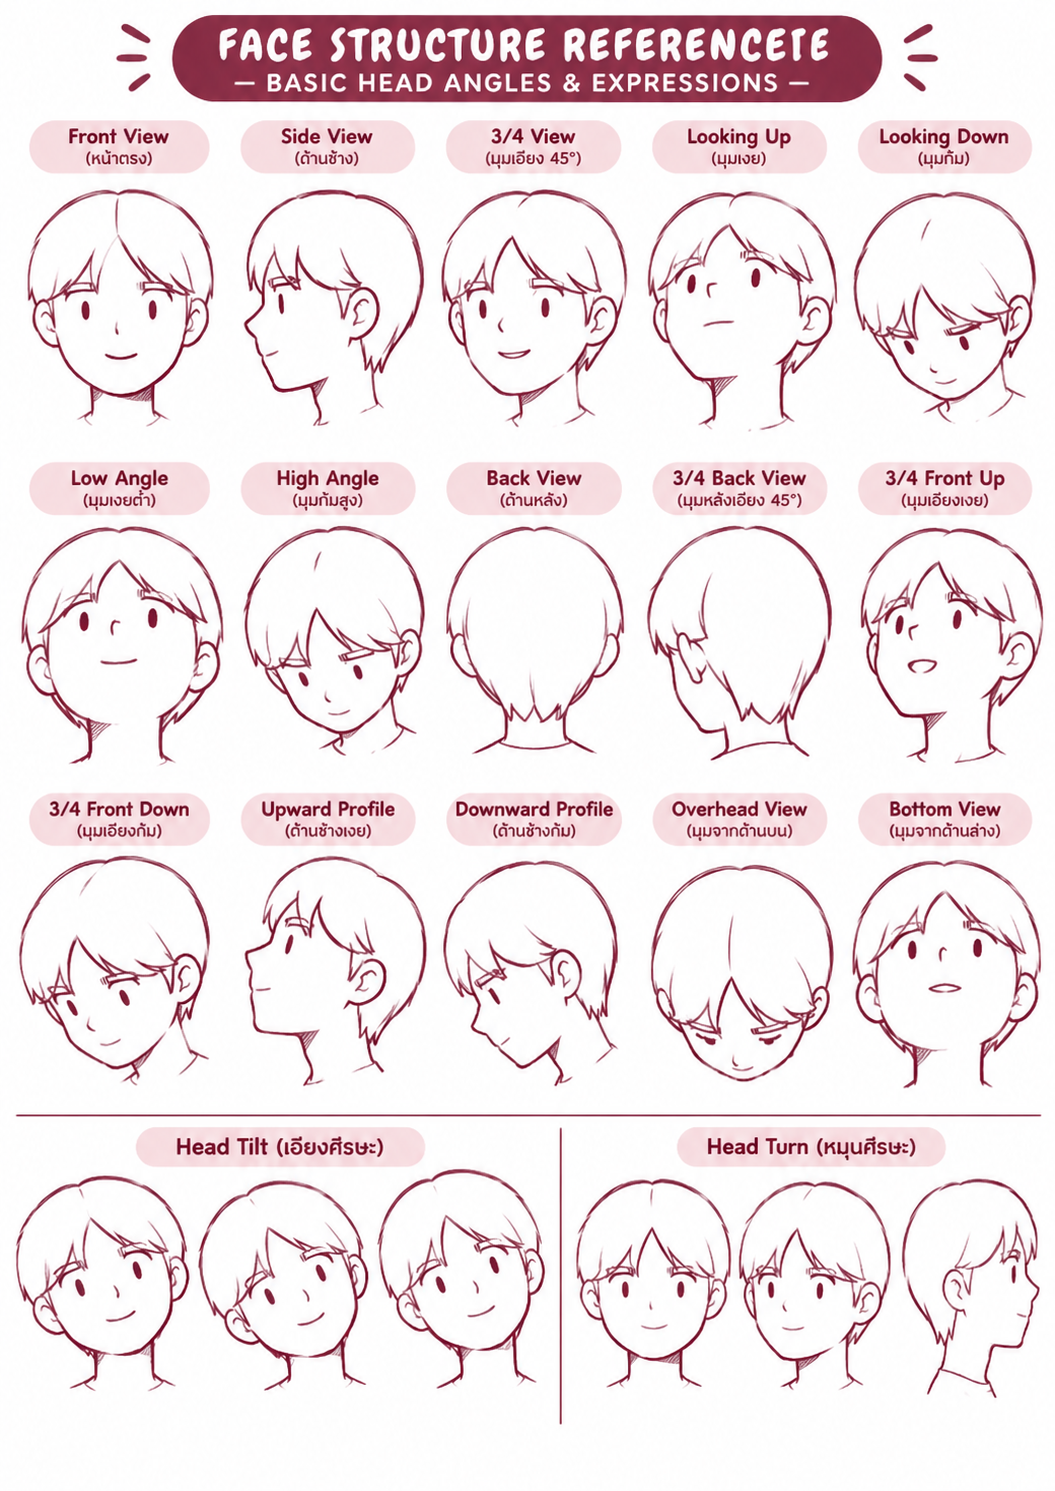 FACE STRUCTURE REFERENCEIE
— BASIC HEAD ANGLES & EXPRESSIONS —
Front View
(หน้าตรง)
Side View
(ด้านข้าง)
3/4 View
(มุมเอียง 45°)
Looking Up
(มุมเงย)
Looking Down
(มุมก้ม)
Low Angle
(มุมเงยต่ำ)
High Angle
(มุมก้มสูง)
Back View
(ด้านหลัง)
3/4 Back View
(มุมหลังเอียง 45°)
3/4 Front Up
(มุมเอียงเงย)
3/4 Front Down
(มุมเอียงก้ม)
Upward Profile
(ด้านข้างเงย)
Downward Profile
(ด้านข้างก้ม)
Overhead View
(มุมจากด้านบน)
Bottom View
(มุมจากด้านล่าง)
Head Tilt (เอียงศีรษะ)
Head Turn (หมุนศีรษะ)